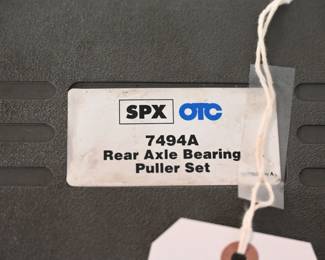 SPX OTC
7494A
Rear Axle Bearing
Puller Set